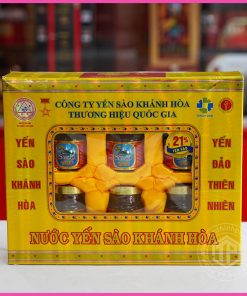 CÔNG TY YẾN SÀO KHÁNH HÒA
THƯƠNG HIỆU QUỐC GIA
YẾN
SÀO
KHÁNH
HÒA
21%
YẾN
ĐẢO
THIÊN
NHIÊN
NƯỚC YẾN SÀO KHÁNH HÒA